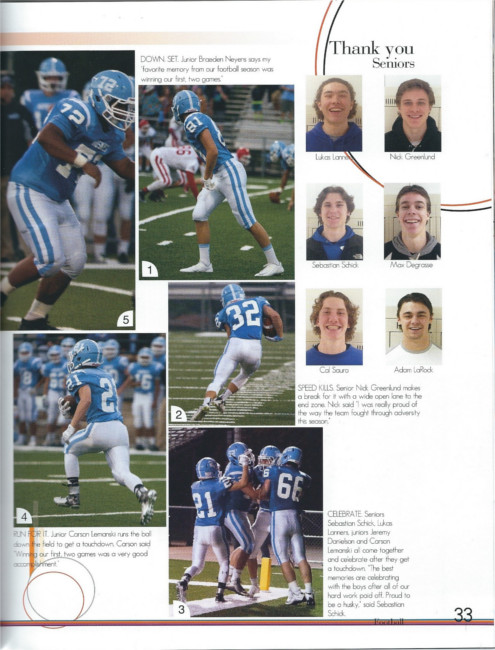 DOWN. SET. Junior Braeden Neyens says my
"favorite memory from our football season was
winning our first, two games."
Thank you
Seniors
Lukas Lanners
Nick Greenlund
Sebastian Schick
Max Degrasse
Cal Sauro
Adam LaRock
72
72
81
1
5
32
2
SPEED KILLS. Senior Nick Greenlund makes
a break for it with a wide open lane to the
end zone. Nick said "I was really proud of
the way the team fought through adversity
this season."
21
4
RUN FOR IT. Junior Carson Lemanski runs the ball
down the field to get a touchdown. Carson said
"Winning our first, two games was a very good
accomplishment."
21
66
3
CELEBRATE. Seniors
Sebastian Schick, Lukas
Lanners, juniors Jeremy
Danielson and Carson
Lemanski all come together
and celebrate after they get
a touchdown. "The best
memories are celebrating
with the boys after all of our
hard work paid off. Proud to
be a husky," said Sebastian
Schick.
Football
33